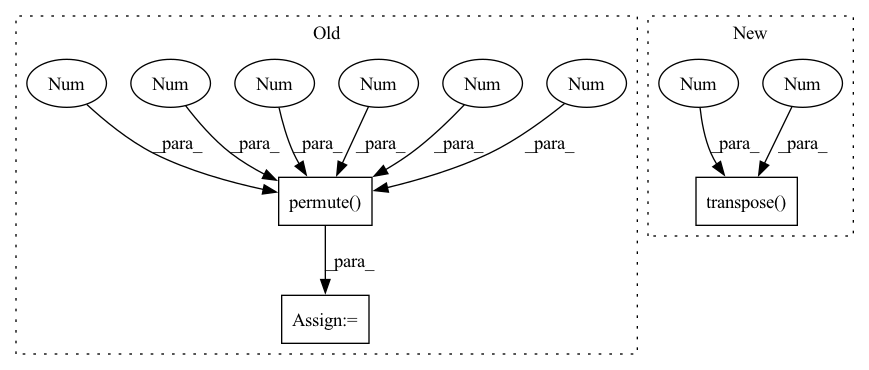 Old
New
Num Num Num Num Num Num Num Num
_para_ _para_ _para_ _para_ _para_ _para_ _para_ _para_
permute() transpose()
_para_
Assign:=